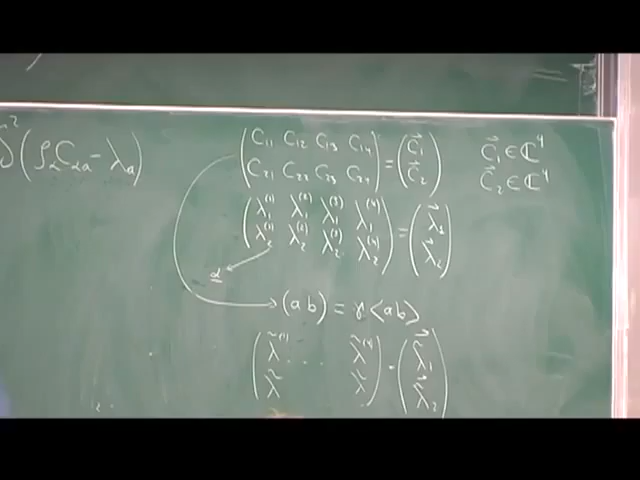 δ²(ρ_α C_αa − λ_a)
(C₁₁ C₁₂ C₁₃ C₁₄ = (C⃗₁ C⃗₁ ∈ ℂ⁴
C₂₁ C₂₂ C₂₃ C₂₄) C⃗₂) C⃗₂ ∈ ℂ⁴
(λ₁⁽¹⁾ λ₁⁽²⁾ λ₁⁽³⁾ λ₁⁽⁴⁾ = (λ⃗₁
λ₂⁽¹⁾ λ₂⁽²⁾ λ₂⁽³⁾ λ₂⁽⁴⁾) λ⃗₂)
α
(ab) = γ<ab>
(λ̃⁽¹⁾ . . . λ̃⁽⁴⁾ = (λ̃⃗₁
λ̃ λ̃) λ̃⃗₂)